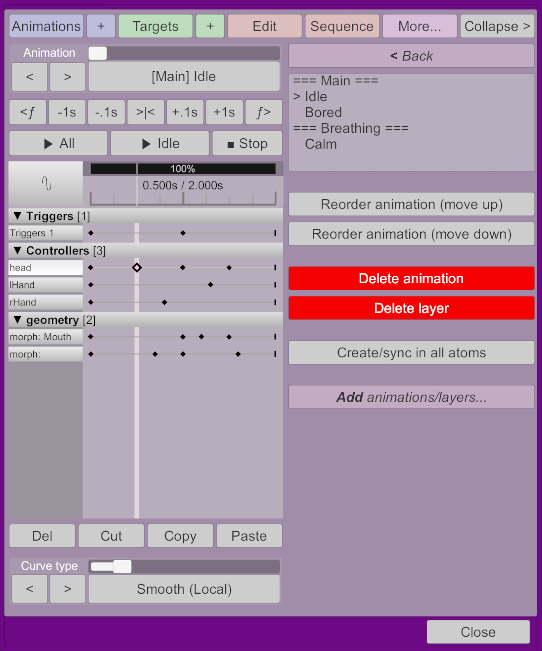 Animations + Targets + Edit Sequence More... Collapse >
Animation
< > [Main] Idle
<ƒ -1s -.1s >|< +.1s +1s ƒ>
▶ All ▶ Idle ■ Stop
100%
0.500s / 2.000s
▼ Triggers [1]
Triggers 1
▼ Controllers [3]
head
lHand
rHand
▼ geometry [2]
morph: Mouth
morph:
Del Cut Copy Paste
Curve type
< > Smooth (Local)
< Back
=== Main ===
> Idle
Bored
=== Breathing ===
Calm
Reorder animation (move up)
Reorder animation (move down)
Delete animation
Delete layer
Create/sync in all atoms
Add animations/layers...
Close